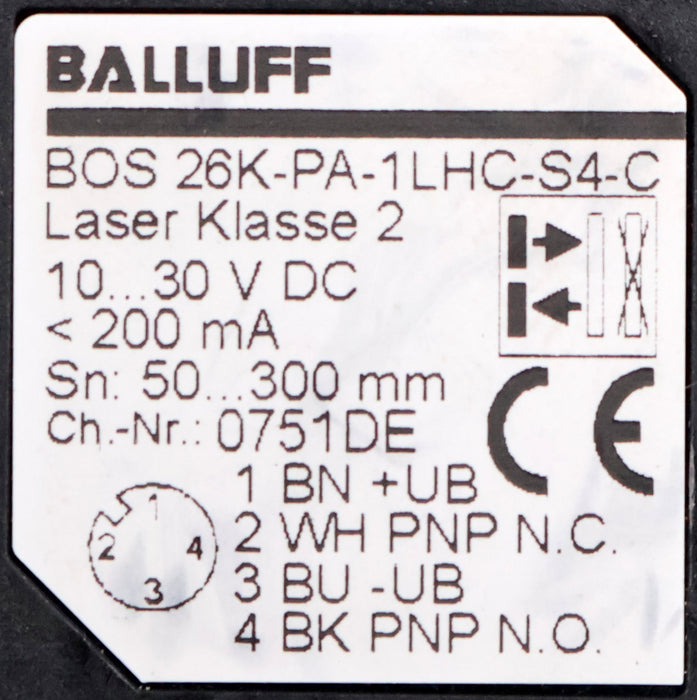 BALLUFF
BOS 26K-PA-1LHC-S4-C
Laser Klasse 2
10...30 V DC
< 200 mA
Sn: 50...300 mm
Ch.-Nr.: 0751DE
CE
1 BN +UB
2 WH PNP N.C.
3 BU -UB
4 BK PNP N.O.
1
2 4
3